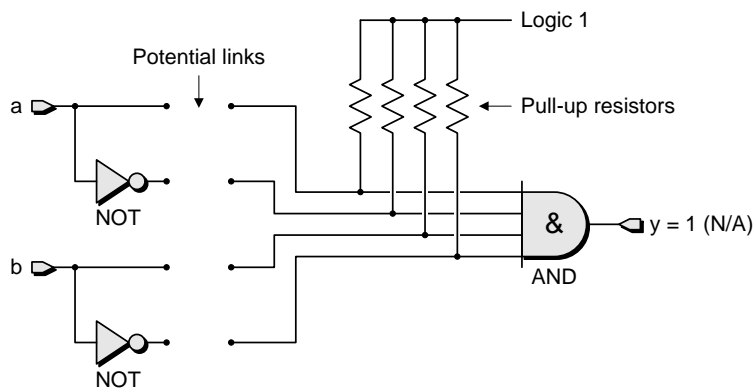 Logic 1
Potential links
a
Pull-up resistors
NOT
&
y = 1 (N/A)
b
AND
NOT